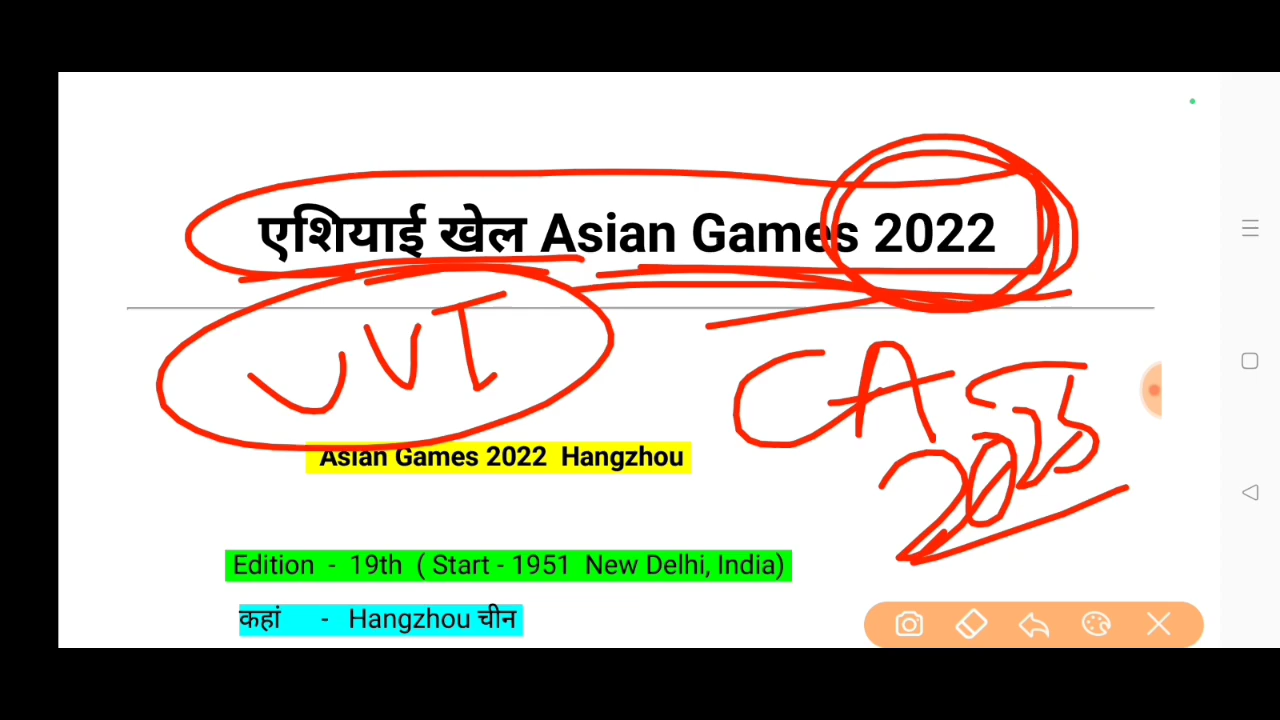 एशियाई खेल Asian Games 2022
VVI
CA
2023
Asian Games 2022 Hangzhou
Edition - 19th ( Start - 1951 New Delhi, India)
कहां - Hangzhou चीन